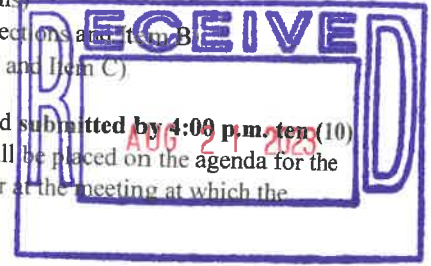 RECEIVED
ections and Item B)
and Item C)
d submitted by 4:00 p.m. ten (10)
AUG 21 2023
ll be placed on the agenda for the
r at the meeting at which the